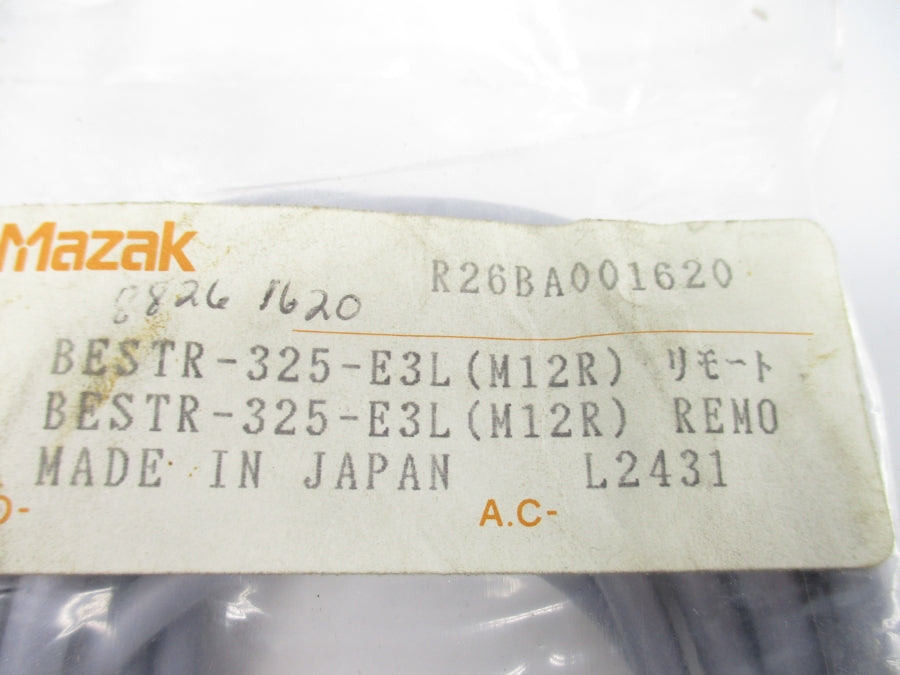 Mazak R26BA001620
8826 1620
BESTR-325-E3L(M12R) リモート
BESTR-325-E3L(M12R) REMO
MADE IN JAPAN L2431
A.C-